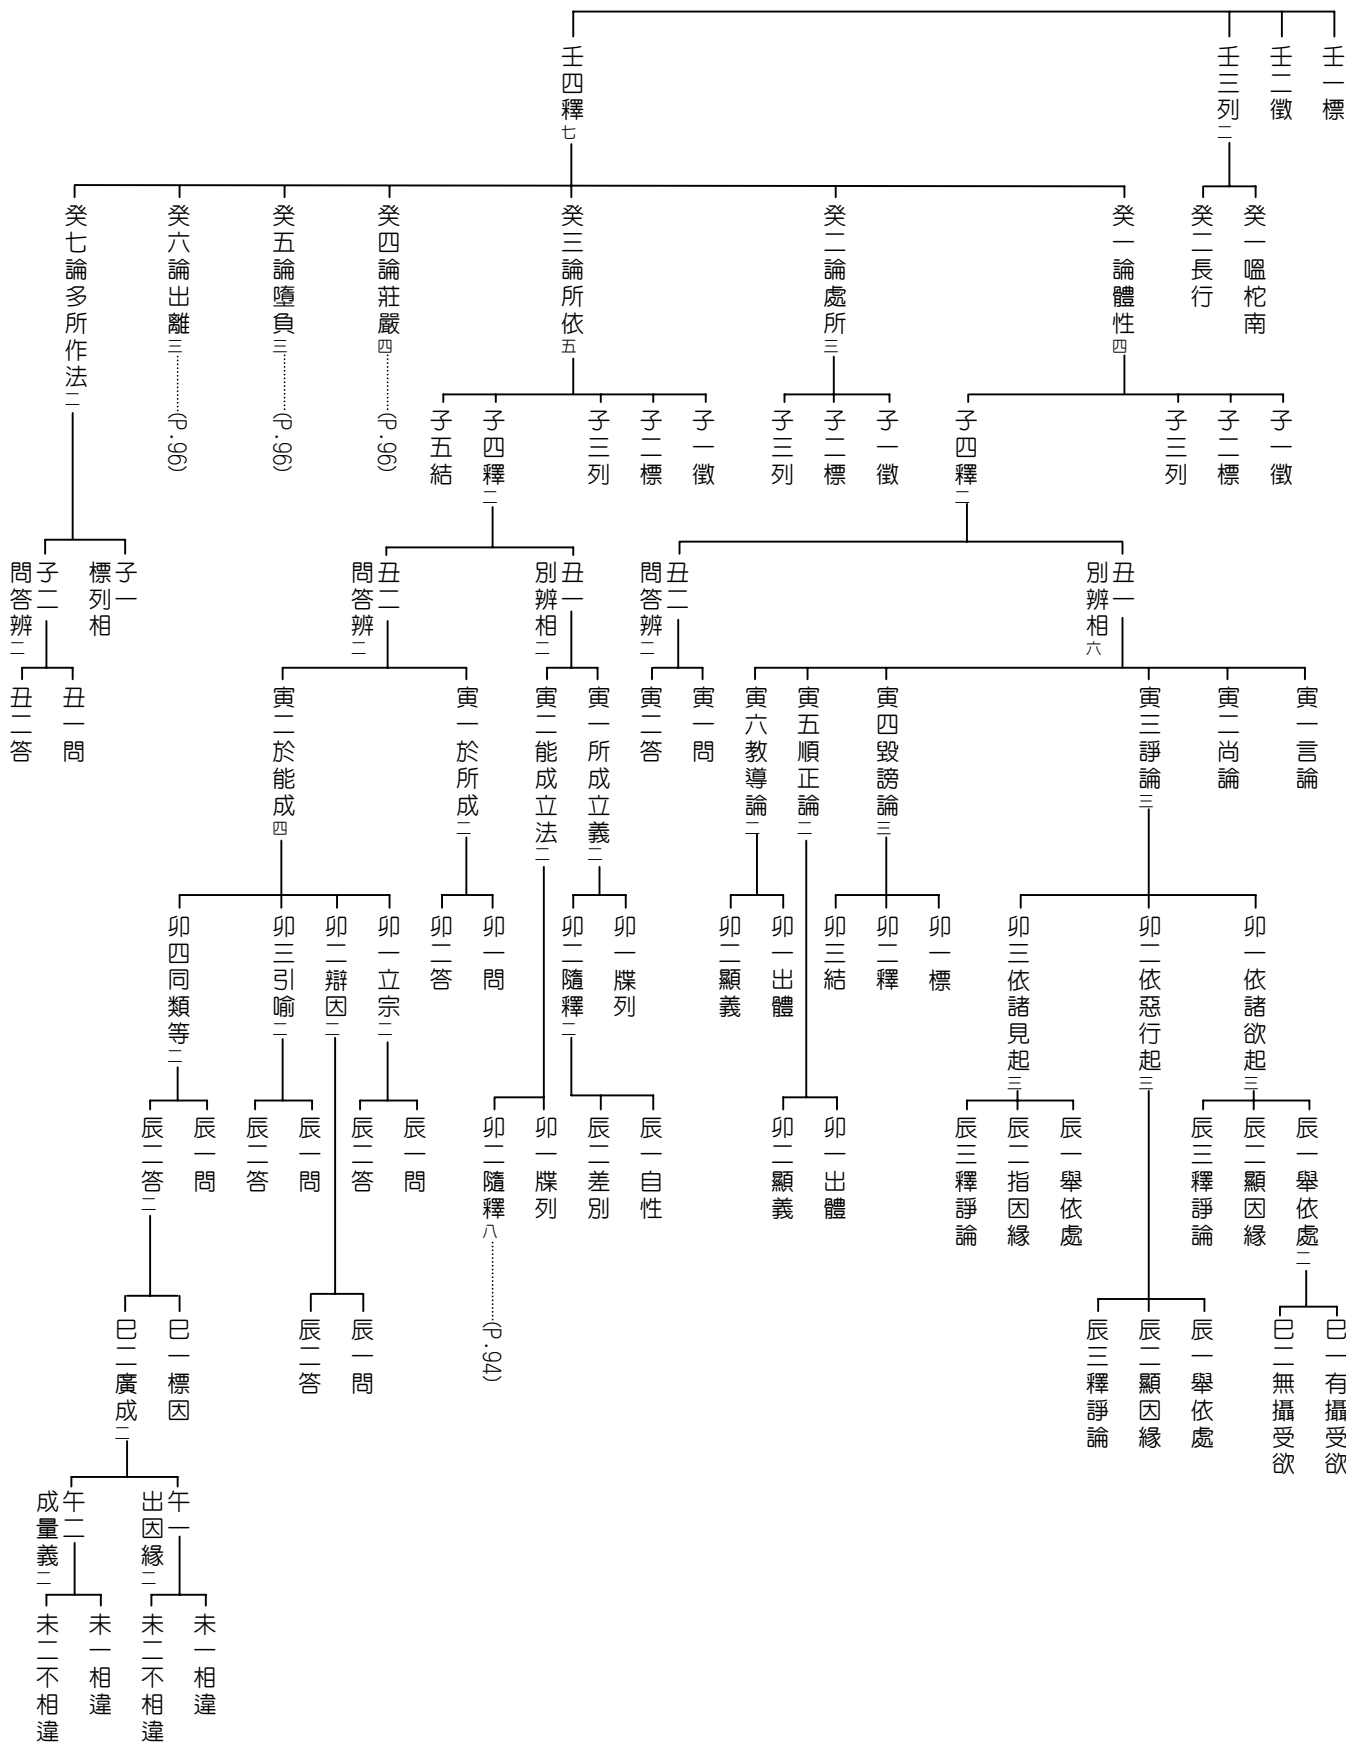 壬一標
壬二徵
壬三列二
癸一嗢柁南
癸二長行
壬四釋七
癸一論體性四
子一徵
子二標
子三列
子四釋二
丑一
別辨相六
寅一言論
寅二尚論
寅三諍論三
卯一依諸欲起三
辰一舉依處二
巳一有攝受欲
巳二無攝受欲
辰二顯因緣
辰三釋諍論
卯二依惡行起三
辰一舉依處
辰二顯因緣
辰三釋諍論
卯三依諸見起三
辰一舉依處
辰二指因緣
辰三釋諍論
寅四毀謗論三
卯一標
卯二釋
卯三結
寅五順正論二
卯一出體
卯二顯義
寅六教導論二
卯一出體
卯二顯義
丑二
問答辨二
寅一問
寅二答
癸二論處所三
子一徵
子二標
子三列
癸三論所依五
子一徵
子二標
子三列
子四釋二
丑一
別辨相二
寅一所成立義二
卯一牒列
卯二隨釋二
辰一自性
辰二差別
寅二能成立法二
卯一牒列
卯二隨釋八…………(P.94)
丑二
問答辨二
寅一於所成二
卯一問
卯二答
寅二於能成四
卯一立宗二
辰一問
辰二答
卯二辯因二
辰一問
辰二答
卯三引喻二
辰一問
辰二答
卯四同類等二
辰一問
辰二答二
巳一標因
巳二廣成二
午一
出因緣二
未一相違
未二不相違
午二
成量義二
未一相違
未二不相違
子五結
癸四論莊嚴四…………(P.96)
癸五論墮負三…………(P.96)
癸六論出離三…………(P.96)
癸七論多所作法二
子一
標列相
子二
問答辨二
丑一問
丑二答